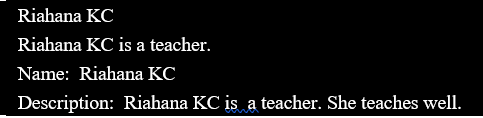 Riahana KC
Riahana KC is a teacher.
Name:  Riahana KC
Description:  Riahana KC is  a teacher. She teaches well.